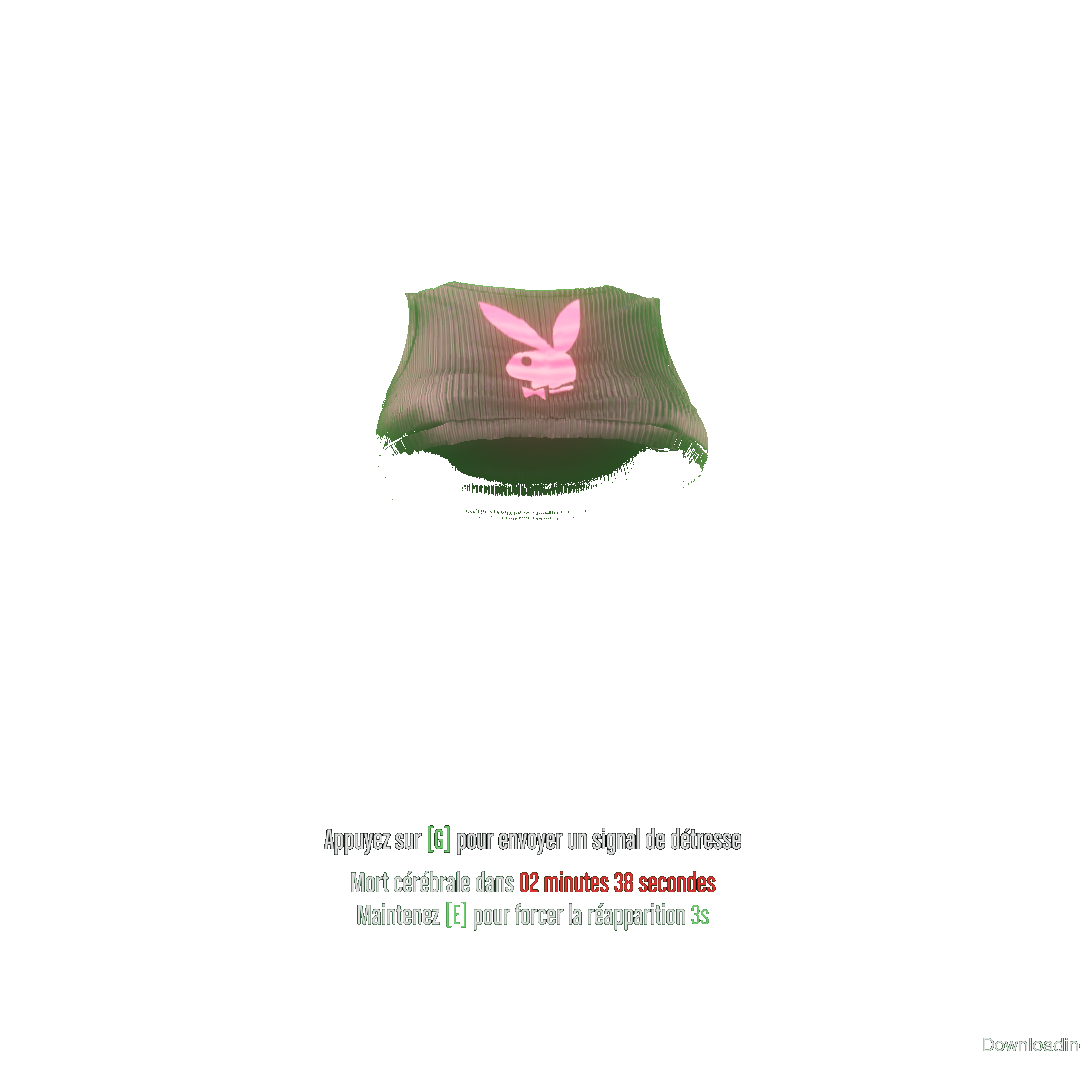 Appuyez sur [G] pour envoyer un signal de détresse
Mort cérébrale dans 02 minutes 38 secondes
Maintenez [E] pour forcer la réapparition 3s
Downloadin